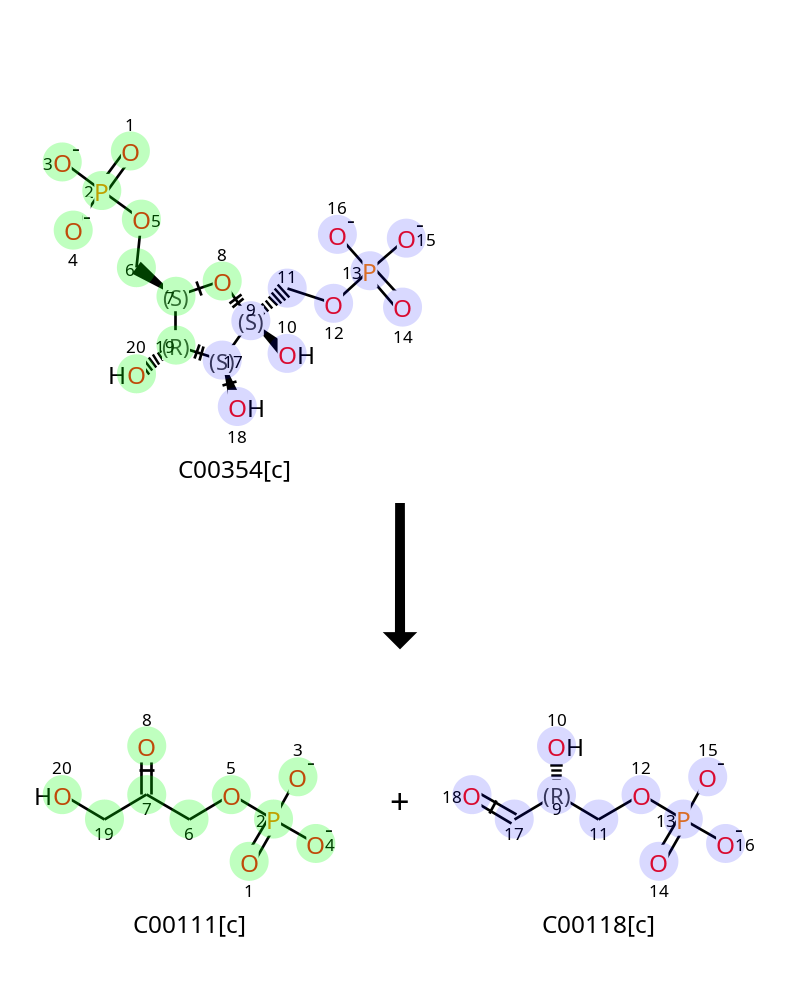 1
O
3O-
2P
O-
4
O5
6
8
O
7(S)
9
(S)
11
10
OH
20
19(R)
HO
(S)17
OH
18
16
O-
O-15
13P
O
12
O
14
C00354[c]
8
O
20
HO
19
7
6
5
O
3
O-
2P
O-4
O
1
C00111[c]
+
10
OH
18O
17
(R)
9
11
12
O
15
O-
13P
O-16
O
14
C00118[c]